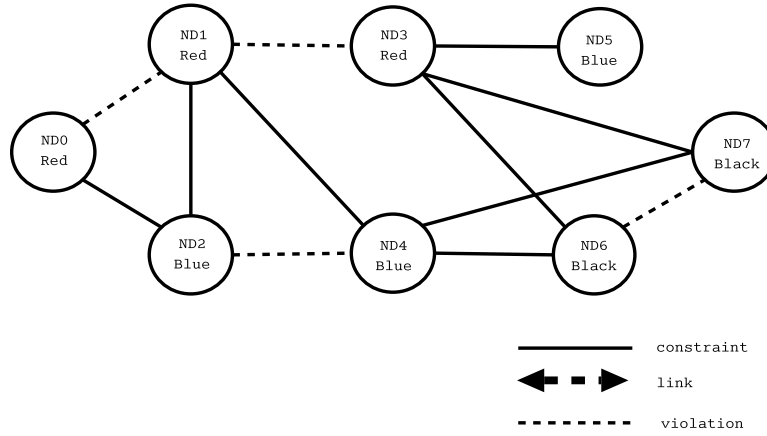 ND1
Red
ND3
Red
ND5
Blue
ND0
Red
ND7
Black
ND2
Blue
ND4
Blue
ND6
Black
constraint
link
violation